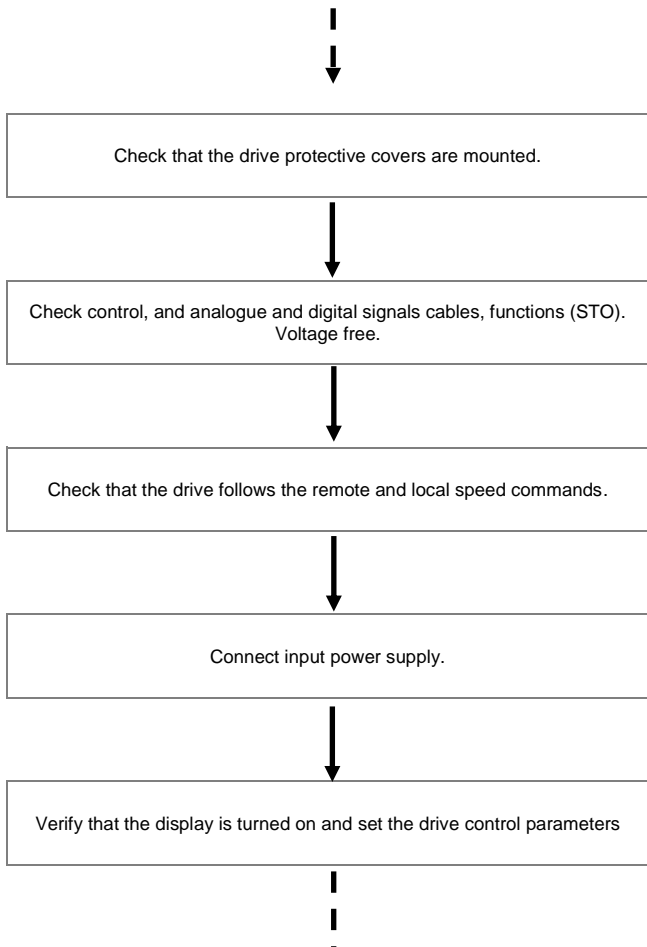 Check that the drive protective covers are mounted.
Check control, and analogue and digital signals cables, functions (STO).
Voltage free.
Check that the drive follows the remote and local speed commands.
Connect input power supply.
Verify that the display is turned on and set the drive control parameters